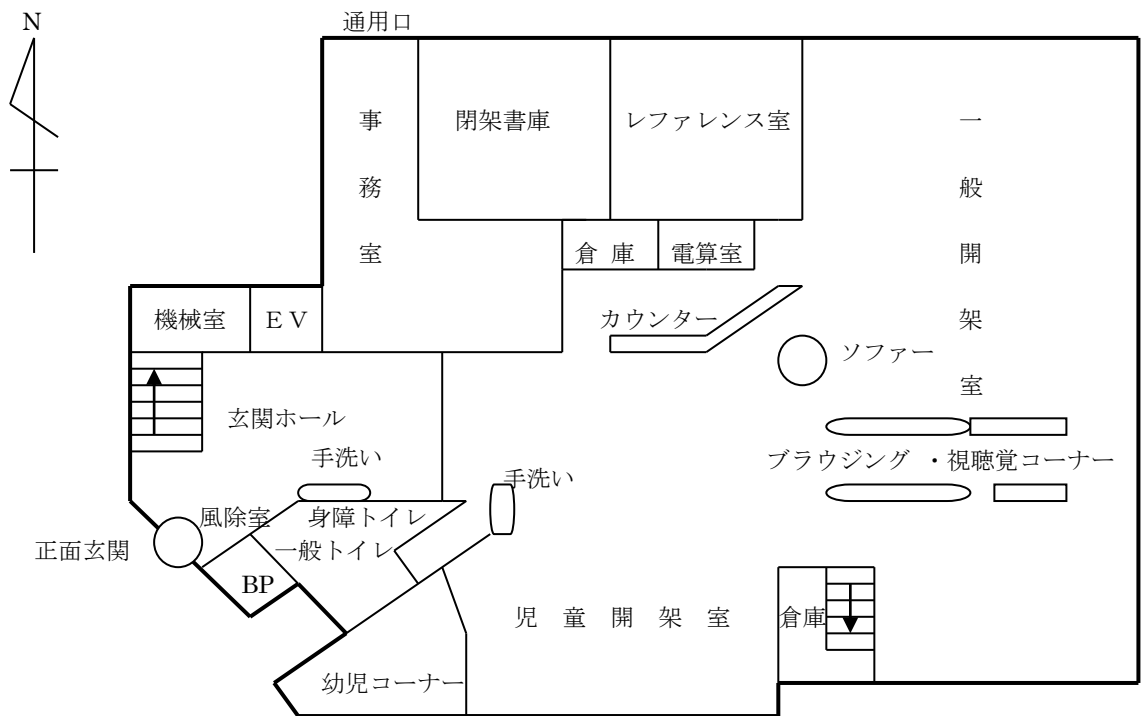 N
通用口
事務室
閉架書庫
レファレンス室
一般開架室
倉庫
電算室
機械室
EV
カウンター
ソファー
玄関ホール
手洗い
ブラウジング・視聴覚コーナー
手洗い
風除室
身障トイレ
正面玄関
一般トイレ
BP
児童開架室
倉庫
幼児コーナー